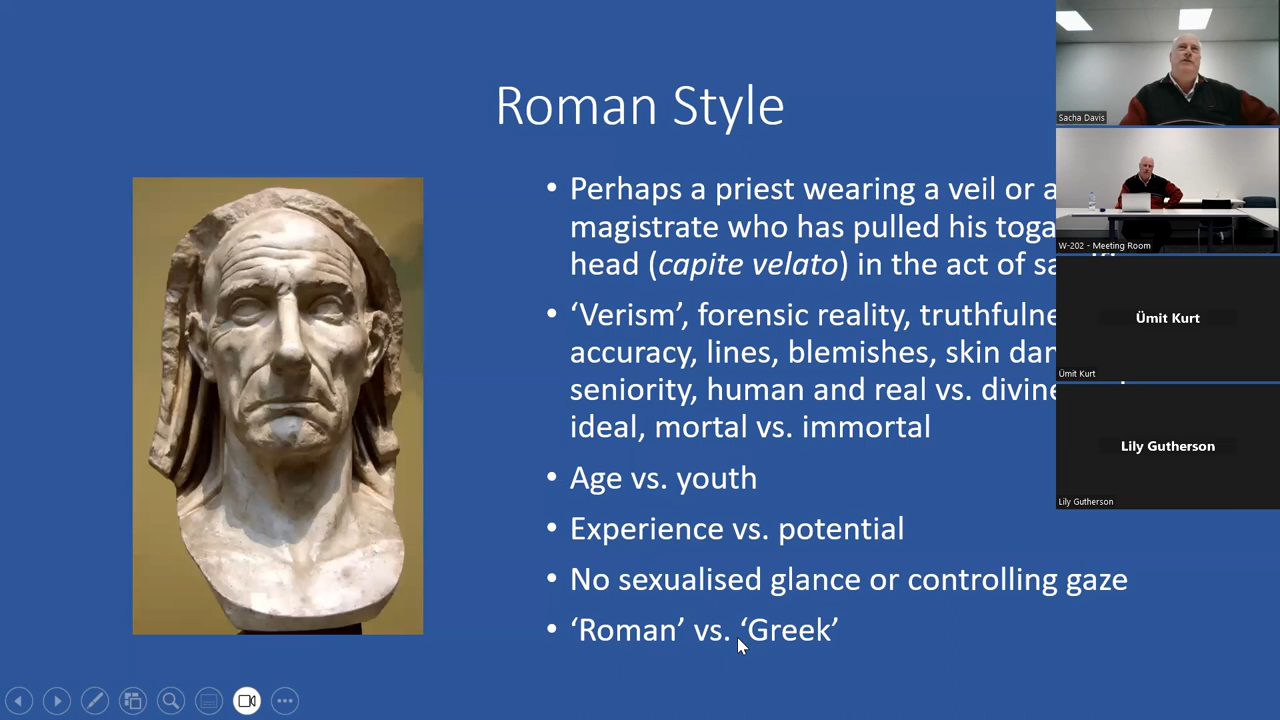 Roman Style
• Perhaps a priest wearing a veil or a
magistrate who has pulled his toga
head (capite velato) in the act of sa
• ‘Verism’, forensic reality, truthfulne
accuracy, lines, blemishes, skin dam
seniority, human and real vs. divine
ideal, mortal vs. immortal
• Age vs. youth
• Experience vs. potential
• No sexualised glance or controlling gaze
• ‘Roman’ vs. ‘Greek’
Sacha Davis
W-202 - Meeting Room
Ümit Kurt
Ümit Kurt
Lily Gutherson
Lily Gutherson